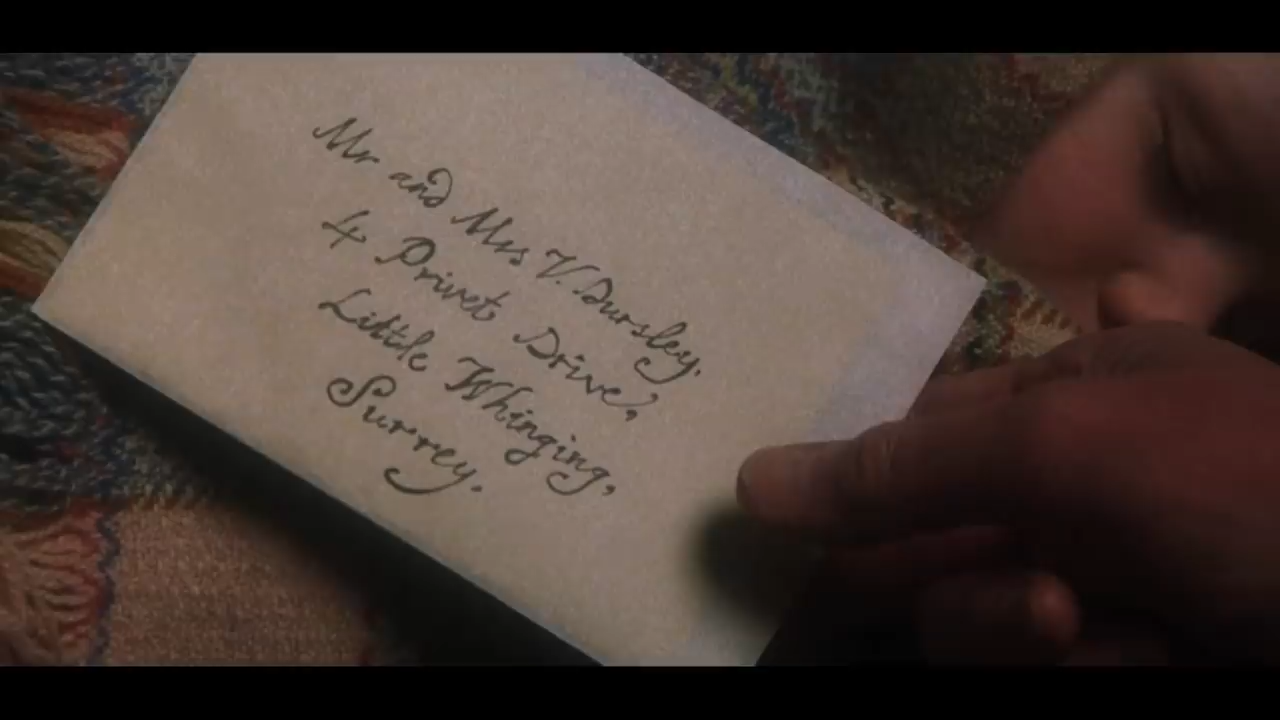 Mr and Mrs V. Dursley.
4 Privet Drive,
Little Whinging,
Surrey.